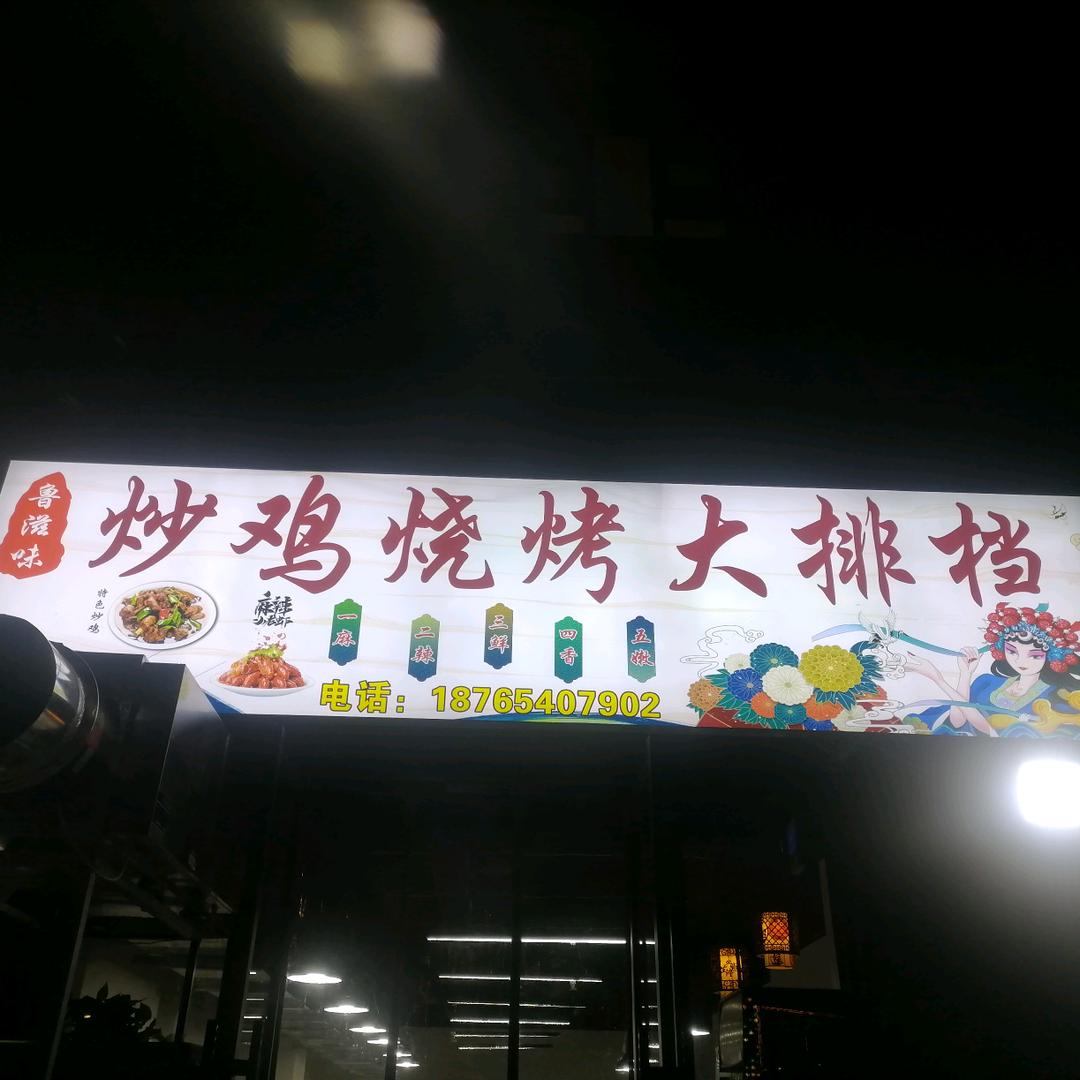 鲁滋味
炒鸡烧烤大排挡
特色炒鸡
麻辣
小龙虾
一麻
二辣
三鲜
四香
五嫩
电话：18765407902